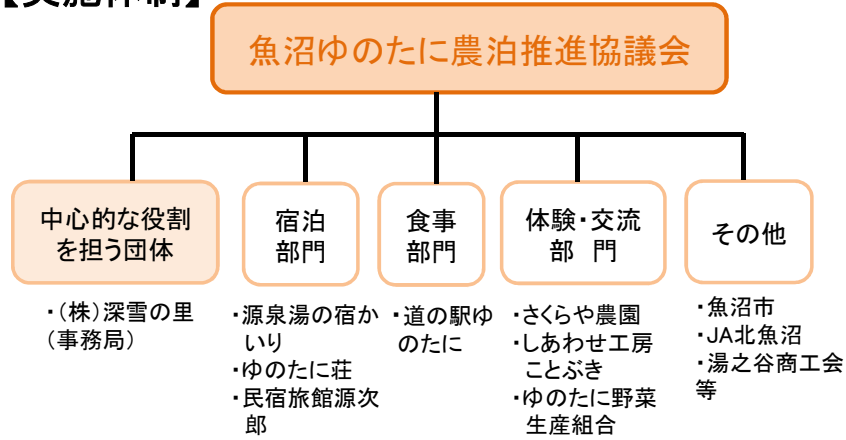 【実施体制】
魚沼ゆのたに農泊推進協議会
中心的な役割
を担う団体
・(株)深雪の里
(事務局)
宿泊
部門
・源泉湯の宿か
いり
・ゆのたに荘
・民宿旅館源次
郎
食事
部門
・道の駅ゆ
のたに
体験・交流
部 門
・さくらや農園
・しあわせ工房
ことぶき
・ゆのたに野菜
生産組合
その他
・魚沼市
・JA北魚沼
・湯之谷商工会
等